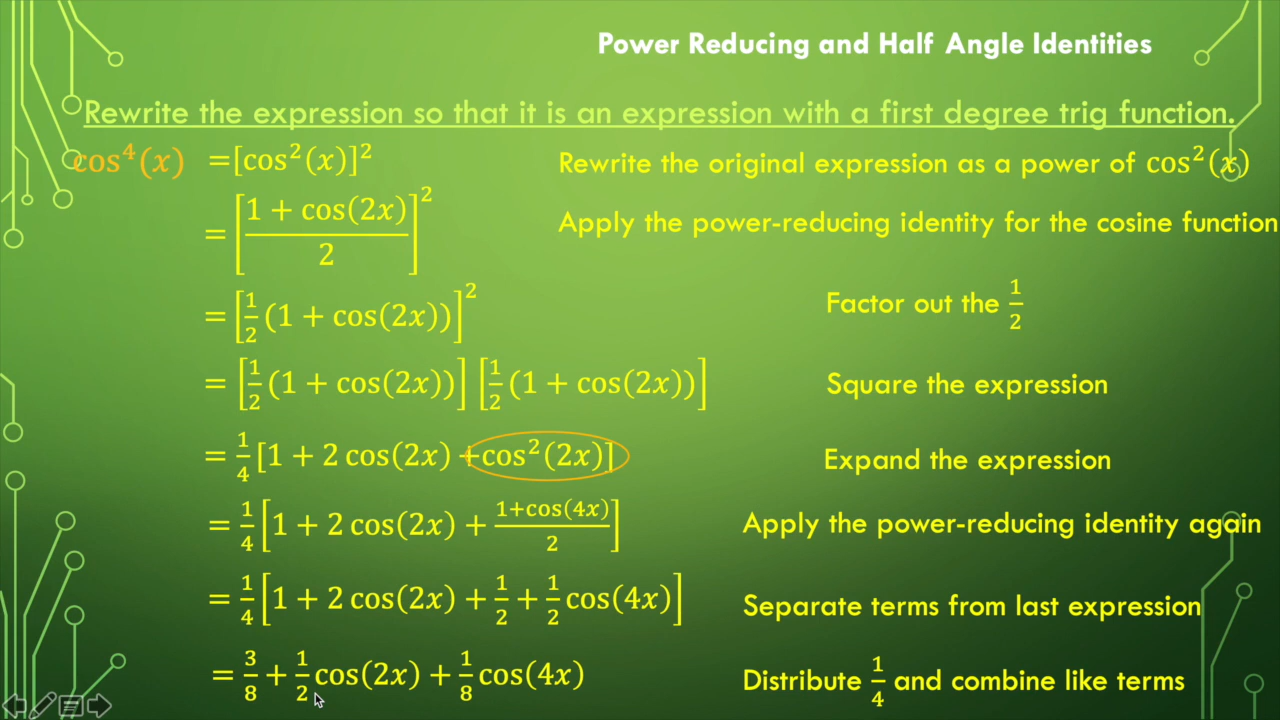 Power Reducing and Half Angle Identities
Rewrite the expression so that it is an expression with a first degree trig function.
cos⁴(x) = [cos²(x)]² Rewrite the original expression as a power of cos²(x)
= [(1 + cos(2x))/2]² Apply the power-reducing identity for the cosine function
= [1/2 (1 + cos(2x))]² Factor out the 1/2
= [1/2 (1 + cos(2x))] [1/2 (1 + cos(2x))] Square the expression
= 1/4 [1 + 2 cos(2x) + cos²(2x)] Expand the expression
= 1/4 [1 + 2 cos(2x) + (1+cos(4x))/2] Apply the power-reducing identity again
= 1/4 [1 + 2 cos(2x) + 1/2 + 1/2 cos(4x)] Separate terms from last expression
= 3/8 + 1/2 cos(2x) + 1/8 cos(4x) Distribute 1/4 and combine like terms